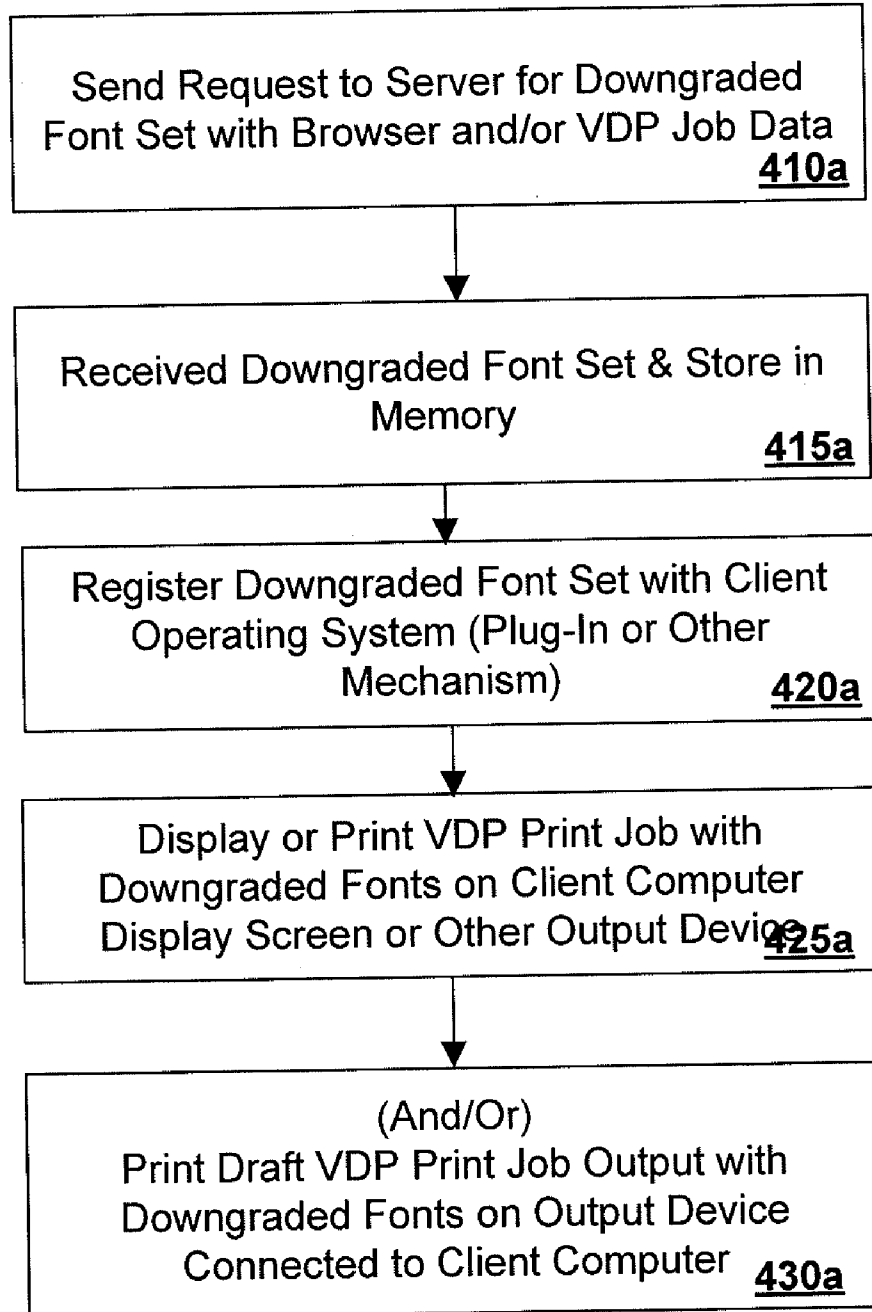 Send Request to Server for Downgraded
Font Set with Browser and/or VDP Job Data
410a
Received Downgraded Font Set & Store in
Memory
415a
Register Downgraded Font Set with Client
Operating System (Plug-In or Other
Mechanism)
420a
Display or Print VDP Print Job with
Downgraded Fonts on Client Computer
Display Screen or Other Output Device
425a
(And/Or)
Print Draft VDP Print Job Output with
Downgraded Fonts on Output Device
Connected to Client Computer
430a